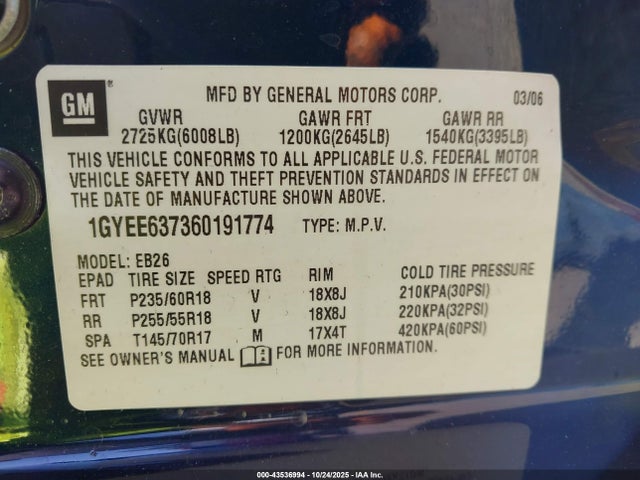 GM
MFD BY GENERAL MOTORS CORP. 03/06
GVWR GAWR FRT GAWR RR
2725KG(6008LB) 1200KG(2645LB) 1540KG(3395LB)
THIS VEHICLE CONFORMS TO ALL APPLICABLE U.S. FEDERAL MOTOR
VEHICLE SAFETY AND THEFT PREVENTION STANDARDS IN EFFECT ON
THE DATE OF MANUFACTURE SHOWN ABOVE.
1GYEE637360191774 TYPE: M.P.V.
MODEL: EB26
EPAD TIRE SIZE SPEED RTG RIM COLD TIRE PRESSURE
FRT P235/60R18 V 18X8J 210KPA(30PSI)
RR P255/55R18 V 18X8J 220KPA(32PSI)
SPA T145/70R17 M 17X4T 420KPA(60PSI)
SEE OWNER'S MANUAL FOR MORE INFORMATION.
000-43536994 - 10/24/2025 - IAA Inc.